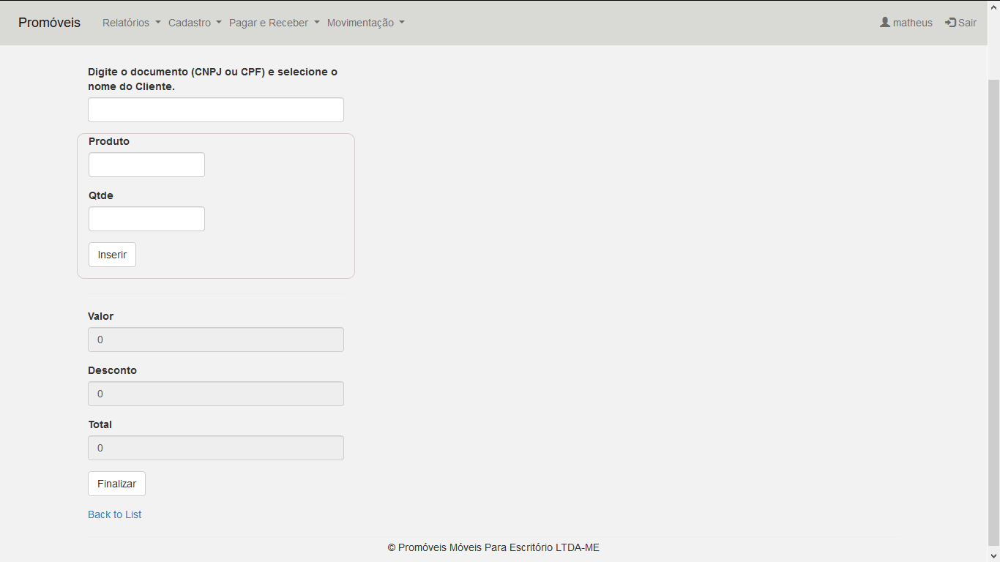 Promóveis Relatórios Cadastro Pagar e Receber Movimentação matheus Sair
Digite o documento (CNPJ ou CPF) e selecione o
nome do Cliente.
Produto
Qtde
Inserir
Valor
0
Desconto
0
Total
0
Finalizar
Back to List
© Promóveis Móveis Para Escritório LTDA-ME